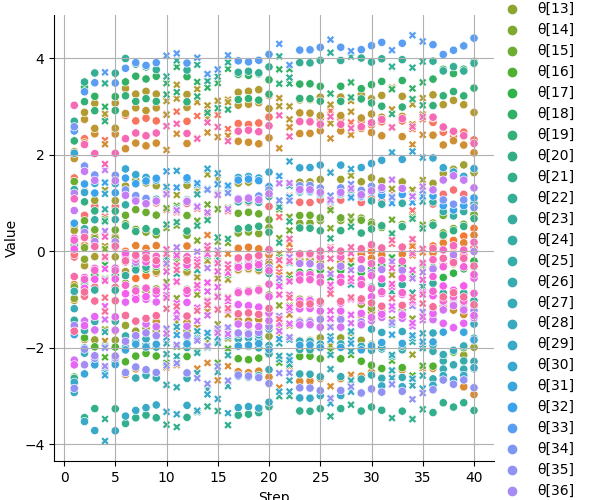 θ[13]
θ[14]
θ[15]
θ[16]
θ[17]
θ[18]
θ[19]
θ[20]
θ[21]
θ[22]
θ[23]
θ[24]
θ[25]
θ[26]
θ[27]
θ[28]
θ[29]
θ[30]
θ[31]
θ[32]
θ[33]
θ[34]
θ[35]
θ[36]
4
2
0
−2
−4
Value
0 5 10 15 20 25 30 35 40
Step